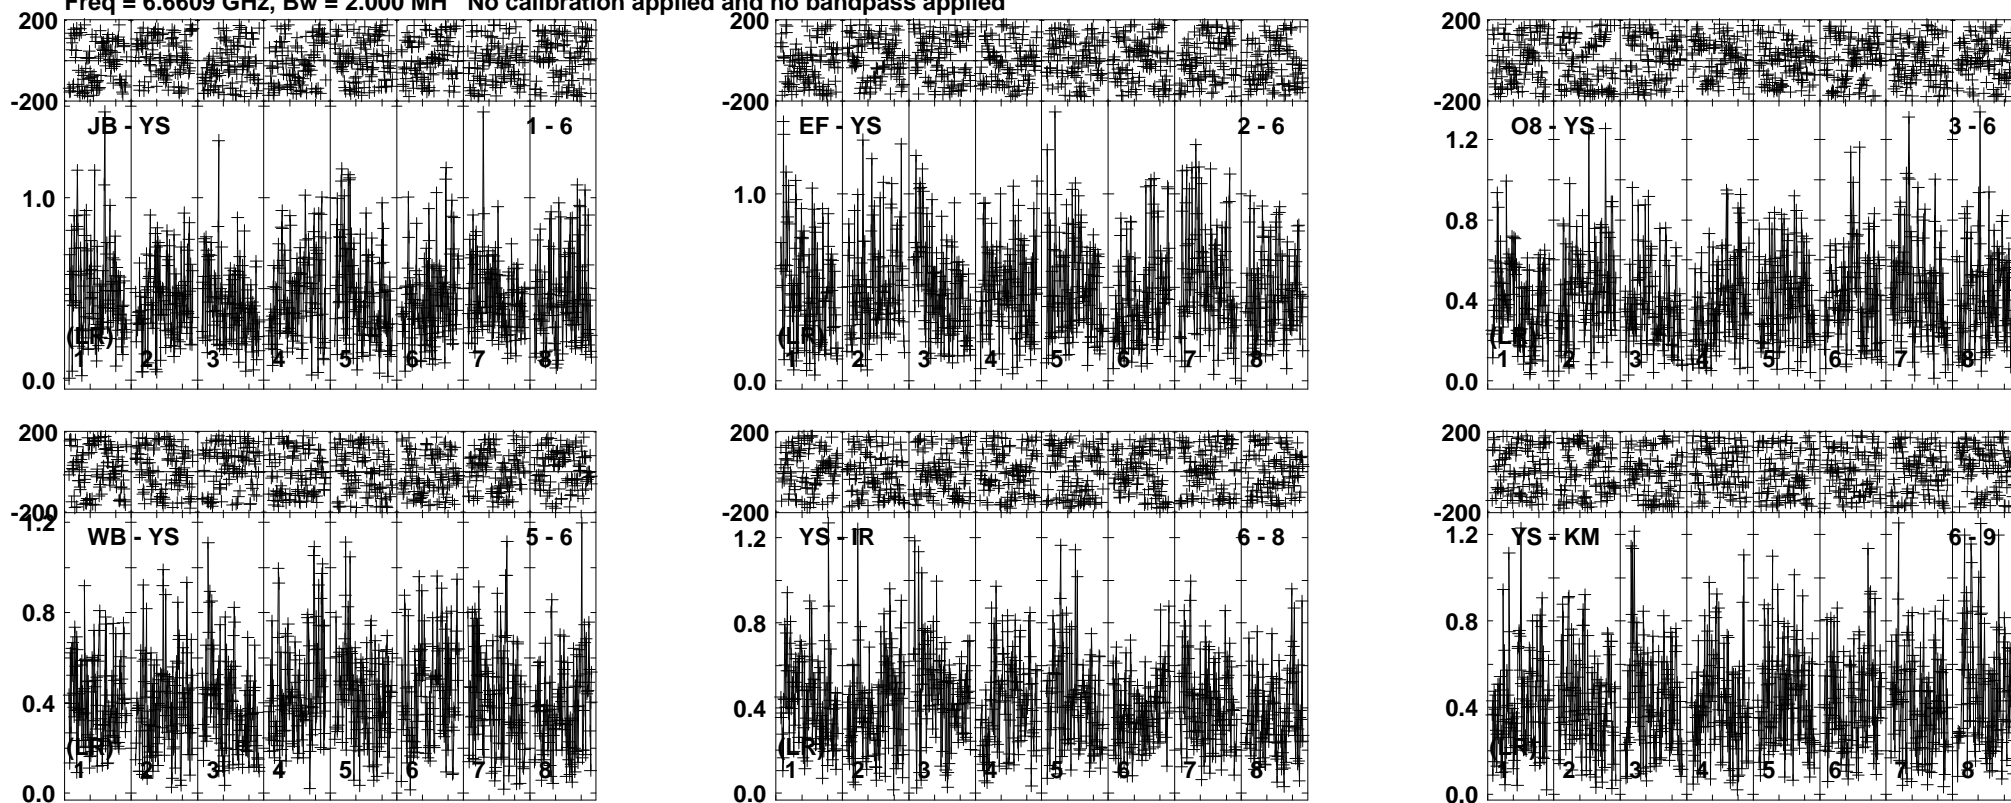 Freq = 6.6609 GHz, Bw = 2.000 MH No calibration applied and no bandpass applied
200
-200
JB - YS 1 - 6
1.0
(LR)
1 2 3 4 5 6 7 8
0.0
200
-200
EF - YS 2 - 6
1.0
(LR)
1 2 3 4 5 6 7 8
0.0
200
-200
O8 - YS 3 - 6
1.2
0.8
0.4
(LR)
1 2 3 4 5 6 7 8
0.0
200
-200
1.2
WB - YS 5 - 6
0.8
0.4
(LR)
1 2 3 4 5 6 7 8
0.0
200
-200
YS - IR 6 - 8
1.2
0.8
0.4
(LR)
1 2 3 4 5 6 7 8
0.0
200
-200
YS - KM 6 - 9
1.2
0.8
0.4
(LR)
1 2 3 4 5 6 7 8
0.0